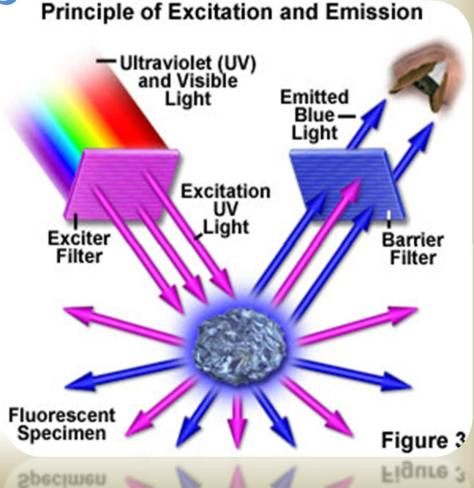 Principle of Excitation and Emission
Ultraviolet (UV)
and Visible
Light
Emitted
Blue
Light
Excitation
UV
Light
Exciter
Filter
Barrier
Filter
Fluorescent
Specimen
Figure 3